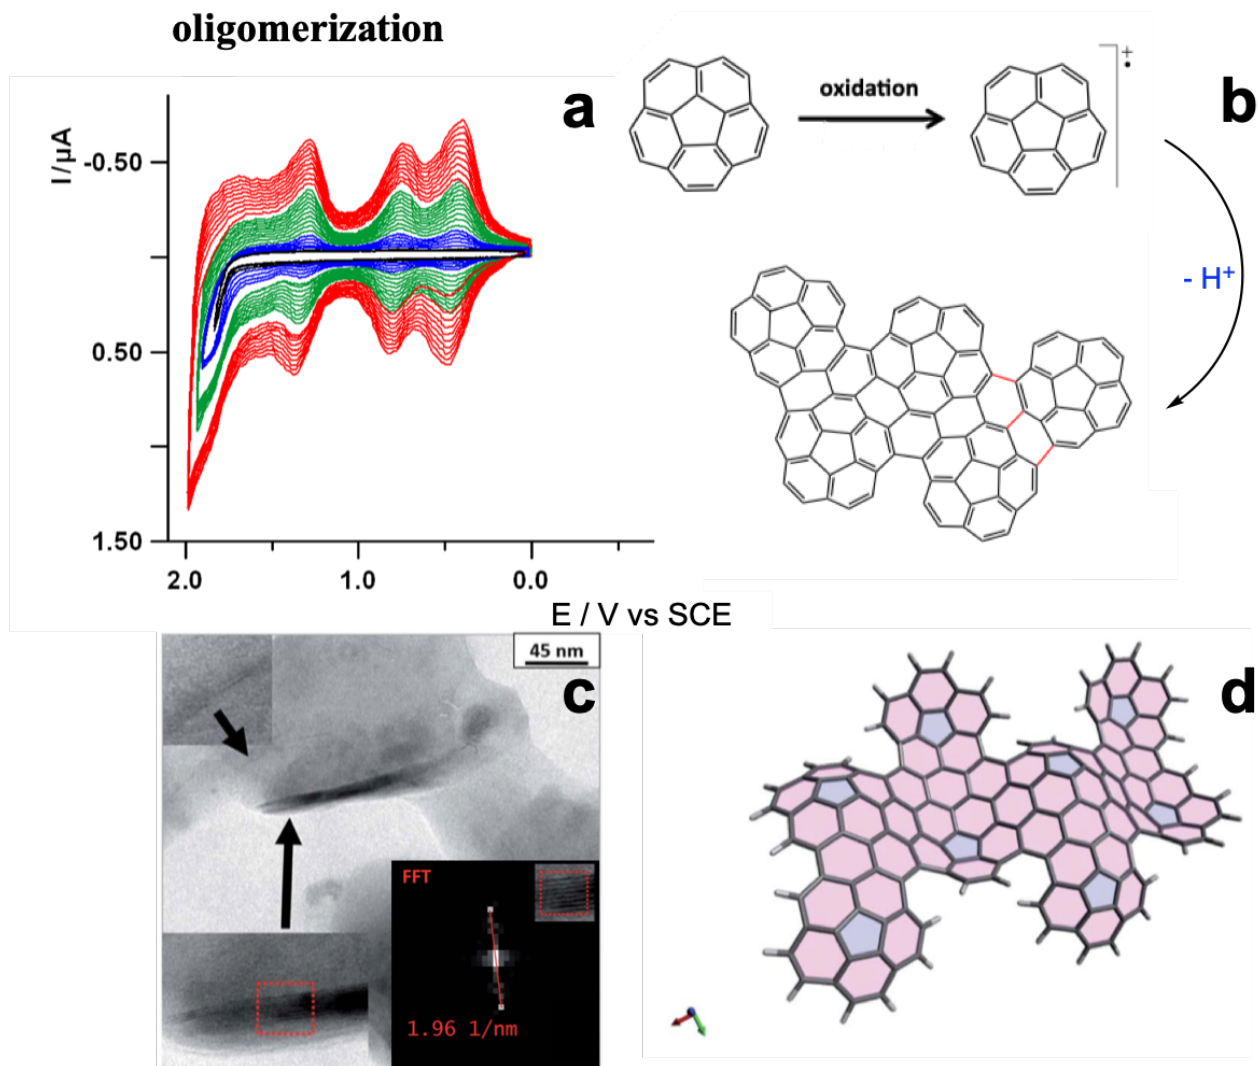 oligomerization
a
I/µA
-0.50
0.50
1.50
2.0
1.0
0.0
E / V vs SCE
b
oxidation
+
•
- H⁺
c
45 nm
FFT
1.96 1/nm
d